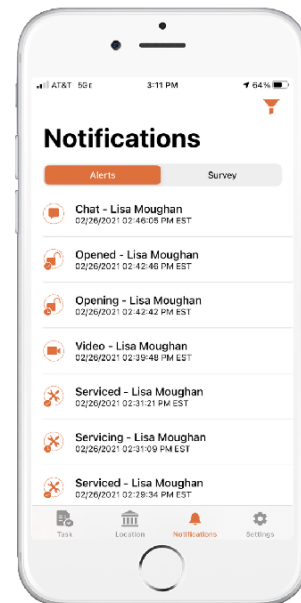 AT&T 5GE 3:11 PM 64%
Notifications
Alerts Survey
Chat - Lisa Moughan
02/26/2021 02:46:05 PM EST
Opened - Lisa Moughan
02/26/2021 02:42:46 PM EST
Opening - Lisa Moughan
02/26/2021 02:42:42 PM EST
Video - Lisa Moughan
02/26/2021 02:39:48 PM EST
Serviced - Lisa Moughan
02/26/2021 02:31:21 PM EST
Servicing - Lisa Moughan
02/26/2021 02:31:09 PM EST
Serviced - Lisa Moughan
02/26/2021 02:29:34 PM EST
Task Location Notifications Settings